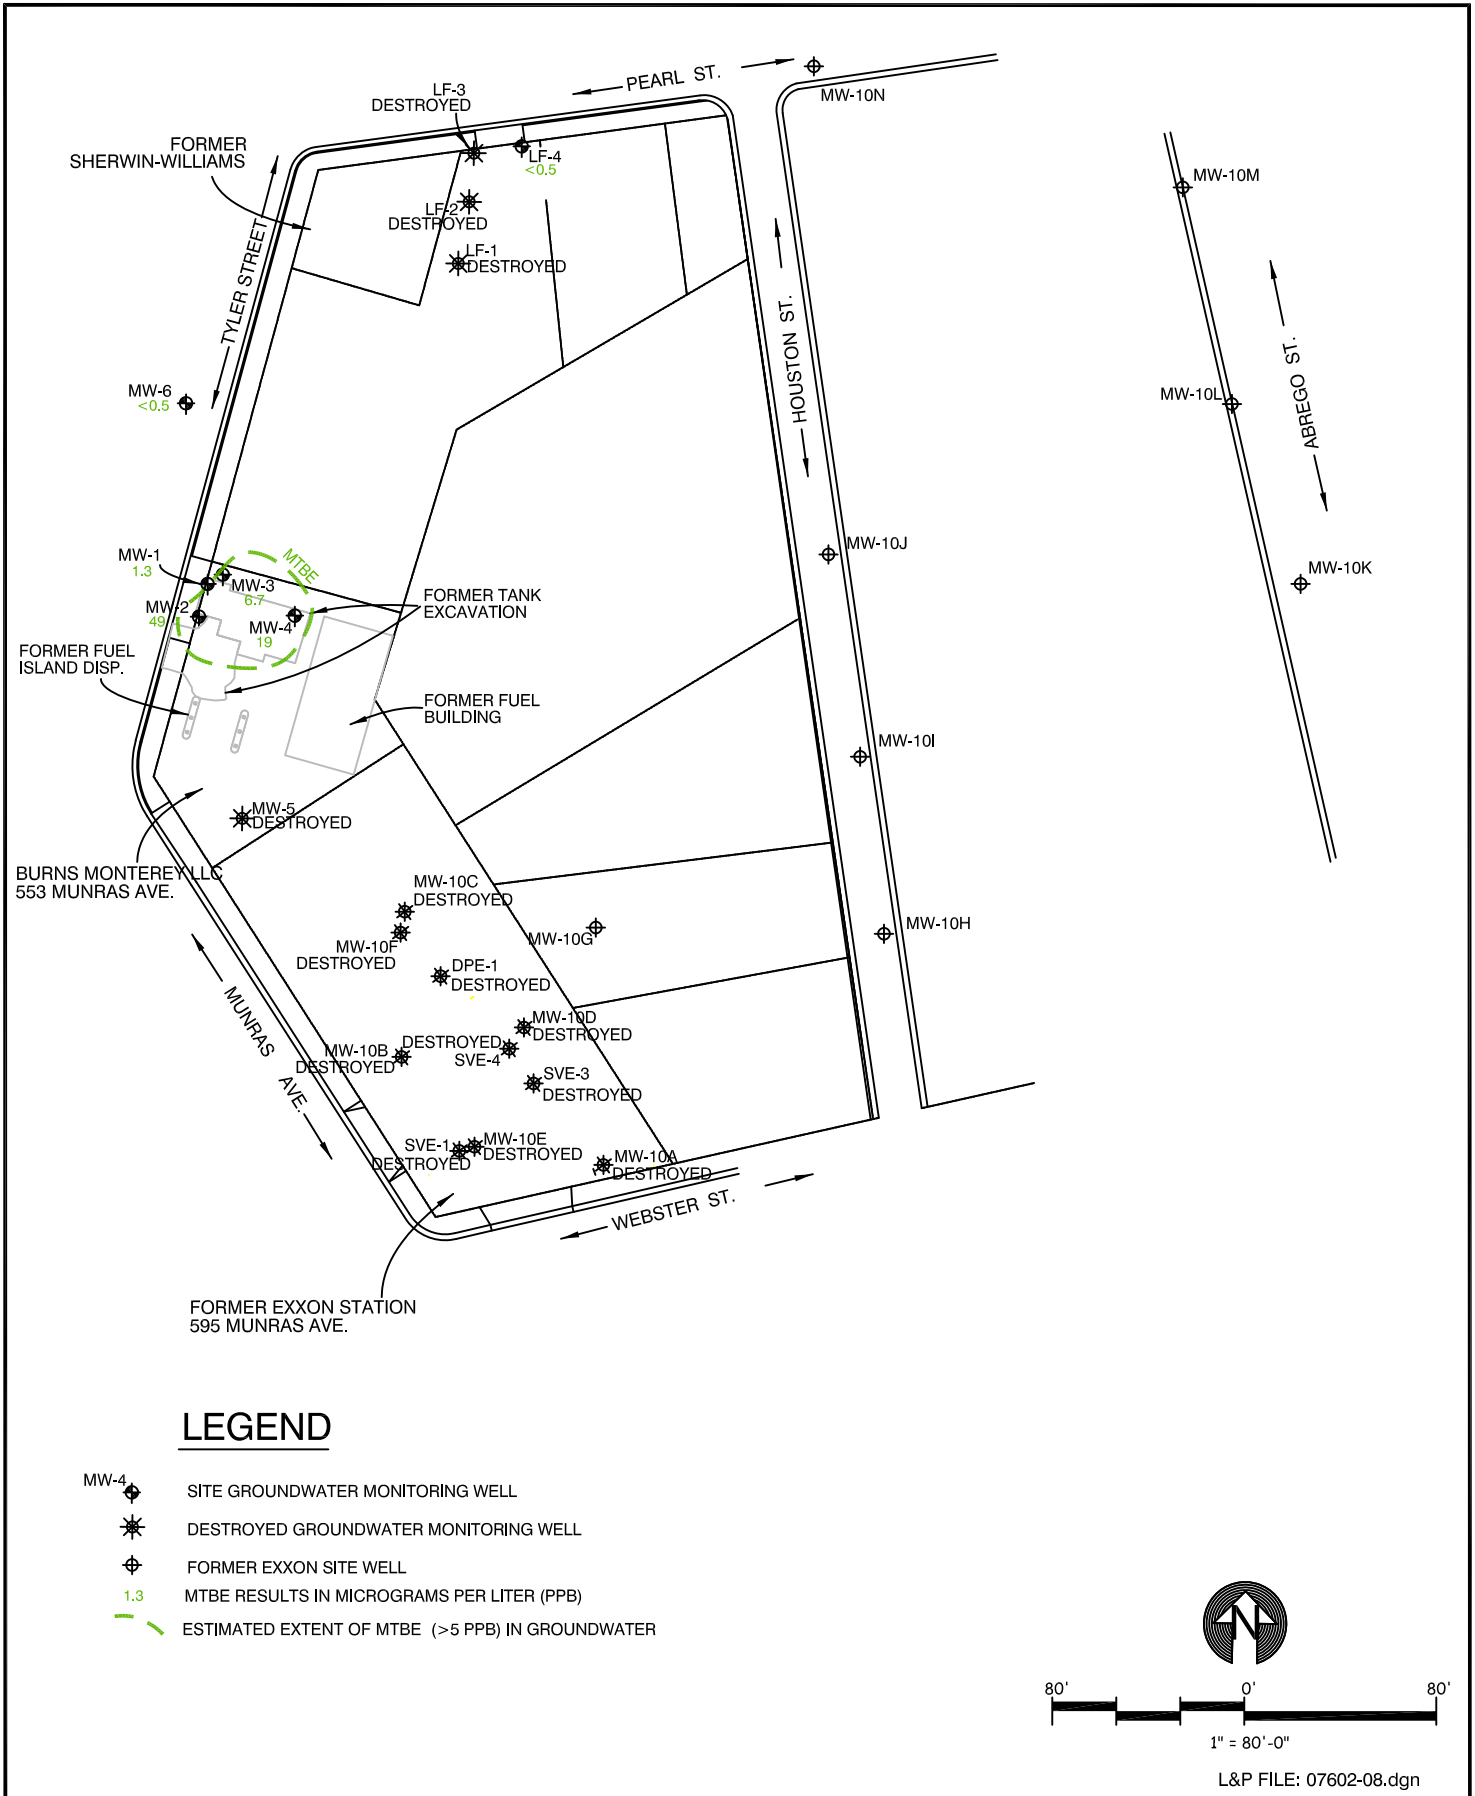 PEARL ST.
MW-10N
LF-3
DESTROYED
FORMER
SHERWIN-WILLIAMS
LF-4
<0.5
MW-10M
LF-2
DESTROYED
LF-1
DESTROYED
TYLER STREET
HOUSTON ST.
ABREGO ST.
MW-6
<0.5
MW-10L
MW-1
1.3
MTBE
MW-3
6.7
MW-2
49
MW-4
19
FORMER TANK
EXCAVATION
MW-10J
MW-10K
FORMER FUEL
ISLAND DISP.
FORMER FUEL
BUILDING
MW-10I
MW-5
DESTROYED
BURNS MONTEREY LLC
553 MUNRAS AVE.
MW-10C
DESTROYED
MW-10F
DESTROYED
MW-10G
MW-10H
DPE-1
DESTROYED
MUNRAS AVE.
MW-10D
DESTROYED
DESTROYED
SVE-4
MW-10B
DESTROYED
SVE-3
DESTROYED
SVE-1
DESTROYED
MW-10E
DESTROYED
MW-10A
DESTROYED
WEBSTER ST.
FORMER EXXON STATION
595 MUNRAS AVE.
LEGEND
MW-4
SITE GROUNDWATER MONITORING WELL
DESTROYED GROUNDWATER MONITORING WELL
FORMER EXXON SITE WELL
1.3 MTBE RESULTS IN MICROGRAMS PER LITER (PPB)
ESTIMATED EXTENT OF MTBE (>5 PPB) IN GROUNDWATER
N
80' 0' 80'
1" = 80'-0"
L&P FILE: 07602-08.dgn